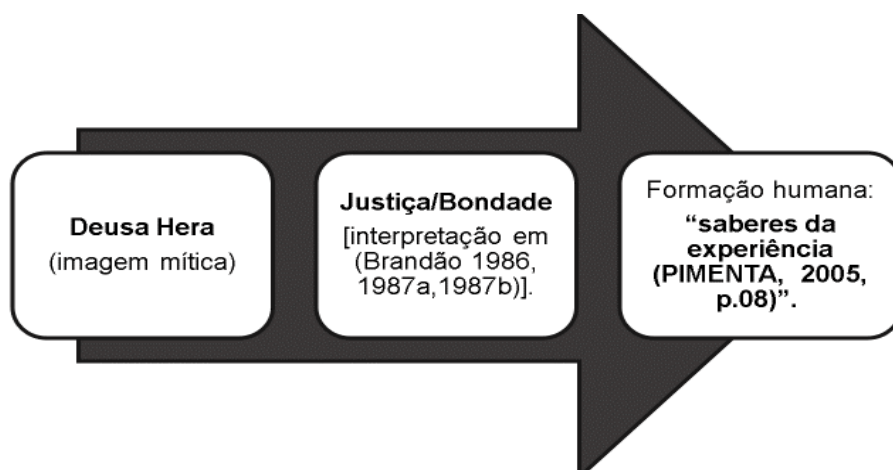 Deusa Hera
(imagem mítica)
Justiça/Bondade
[interpretação em
(Brandão 1986,
1987a,1987b)].
Formação humana:
“saberes da
experiência
(PIMENTA, 2005,
p.08)”.